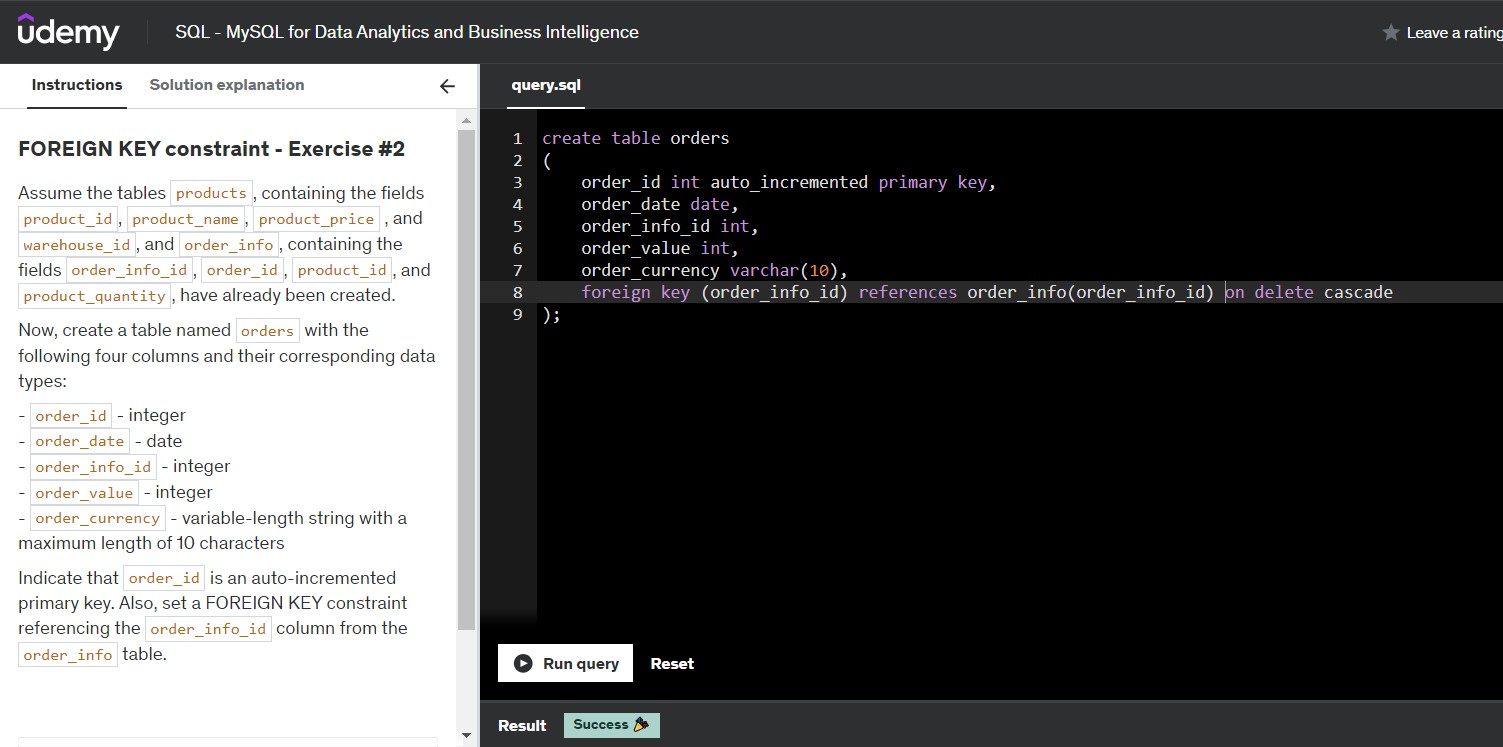 ûdemy
SQL - MySQL for Data Analytics and Business Intelligence
Leave a rating
Instructions
Solution explanation
FOREIGN KEY constraint - Exercise #2
Assume the tables products, containing the fields
product_id, product_name, product_price , and
warehouse_id, and order_info, containing the
fields order_info_id, order_id, product_id, and
product_quantity, have already been created.
Now, create a table named orders with the
following four columns and their corresponding data
types:
- order_id - integer
- order_date - date
- order_info_id - integer
- order_value - integer
- order_currency - variable-length string with a
maximum length of 10 characters
Indicate that order_id is an auto-incremented
primary key. Also, set a FOREIGN KEY constraint
referencing the order_info_id column from the
order_info table.
query.sql
1 create table orders
2 (
3 order_id int auto_incremented primary key,
4 order_date date,
5 order_info_id int,
6 order_value int,
7 order_currency varchar(10),
8 foreign key (order_info_id) references order_info(order_info_id) on delete cascade
9 );
Run query
Reset
Result
Success